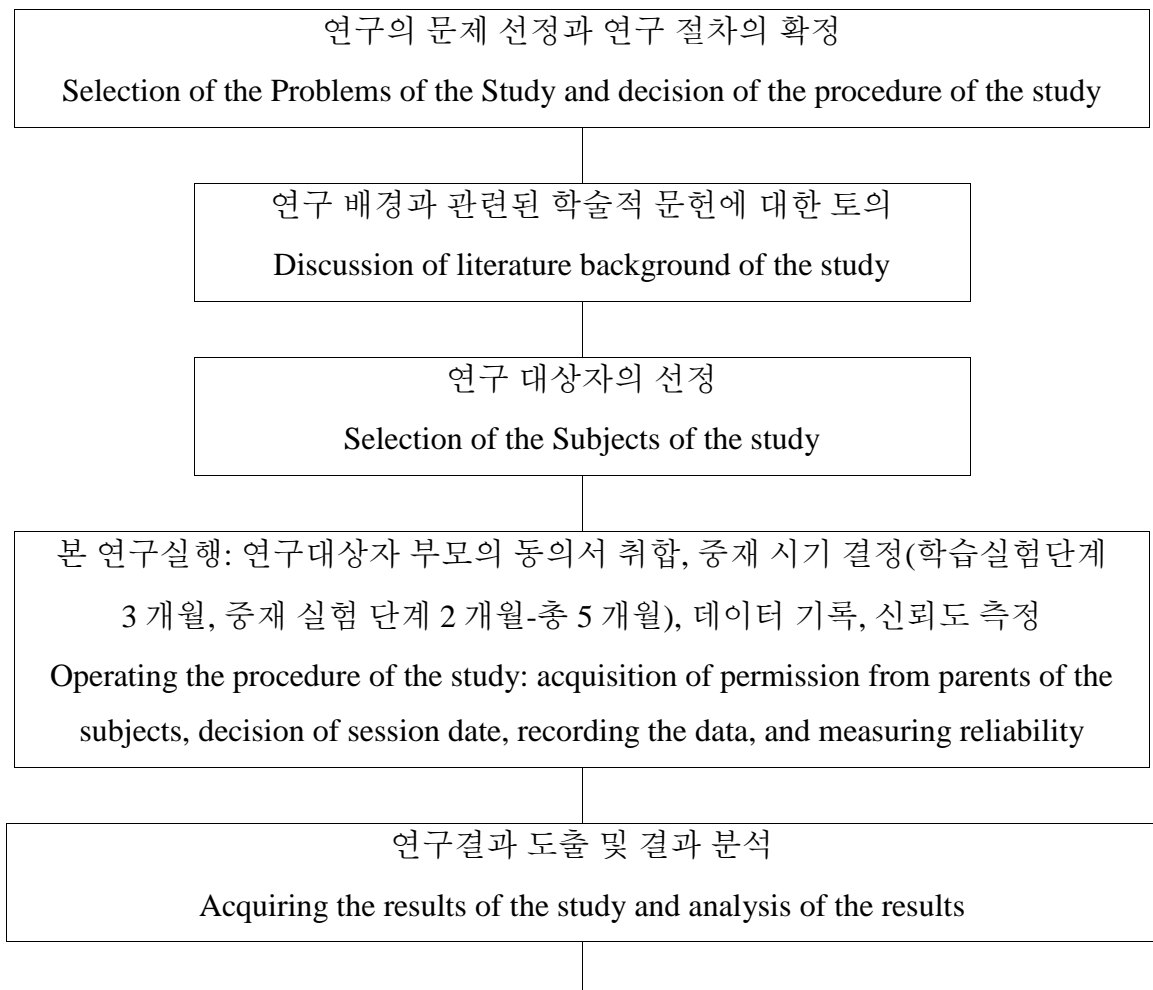 연구의 문제 선정과 연구 절차의 확정
Selection of the Problems of the Study and decision of the procedure of the study
연구 배경과 관련된 학술적 문헌에 대한 토의
Discussion of literature background of the study
연구 대상자의 선정
Selection of the Subjects of the study
본 연구실행: 연구대상자 부모의 동의서 취합, 중재 시기 결정(학습실험단계
3 개월, 중재 실험 단계 2 개월-총 5 개월), 데이터 기록, 신뢰도 측정
Operating the procedure of the study: acquisition of permission from parents of the
subjects, decision of session date, recording the data, and measuring reliability
연구결과 도출 및 결과 분석
Acquiring the results of the study and analysis of the results